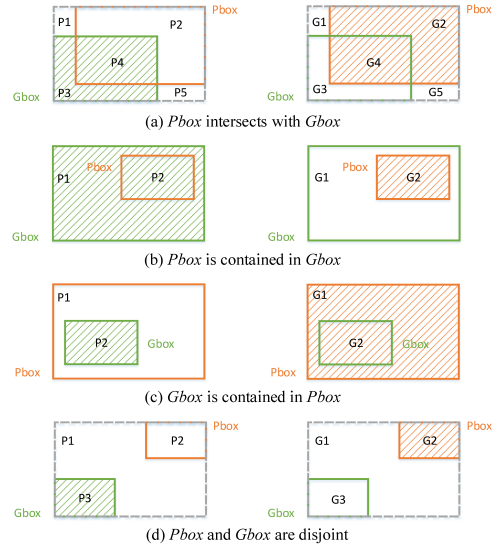 Pbox Pbox
P1 P2 G1 G2
P4 G4
P3 P5 G3 G5
Gbox Gbox
(a) Pbox intersects with Gbox
P1 Pbox P2 G1 Pbox G2
Gbox Gbox
(b) Pbox is contained in Gbox
P1 G1
P2 Gbox G2 Gbox
Pbox Pbox
(c) Gbox is contained in Pbox
P1 P2 Pbox G1 G2 Pbox
P3 G3
Gbox Gbox
(d) Pbox and Gbox are disjoint